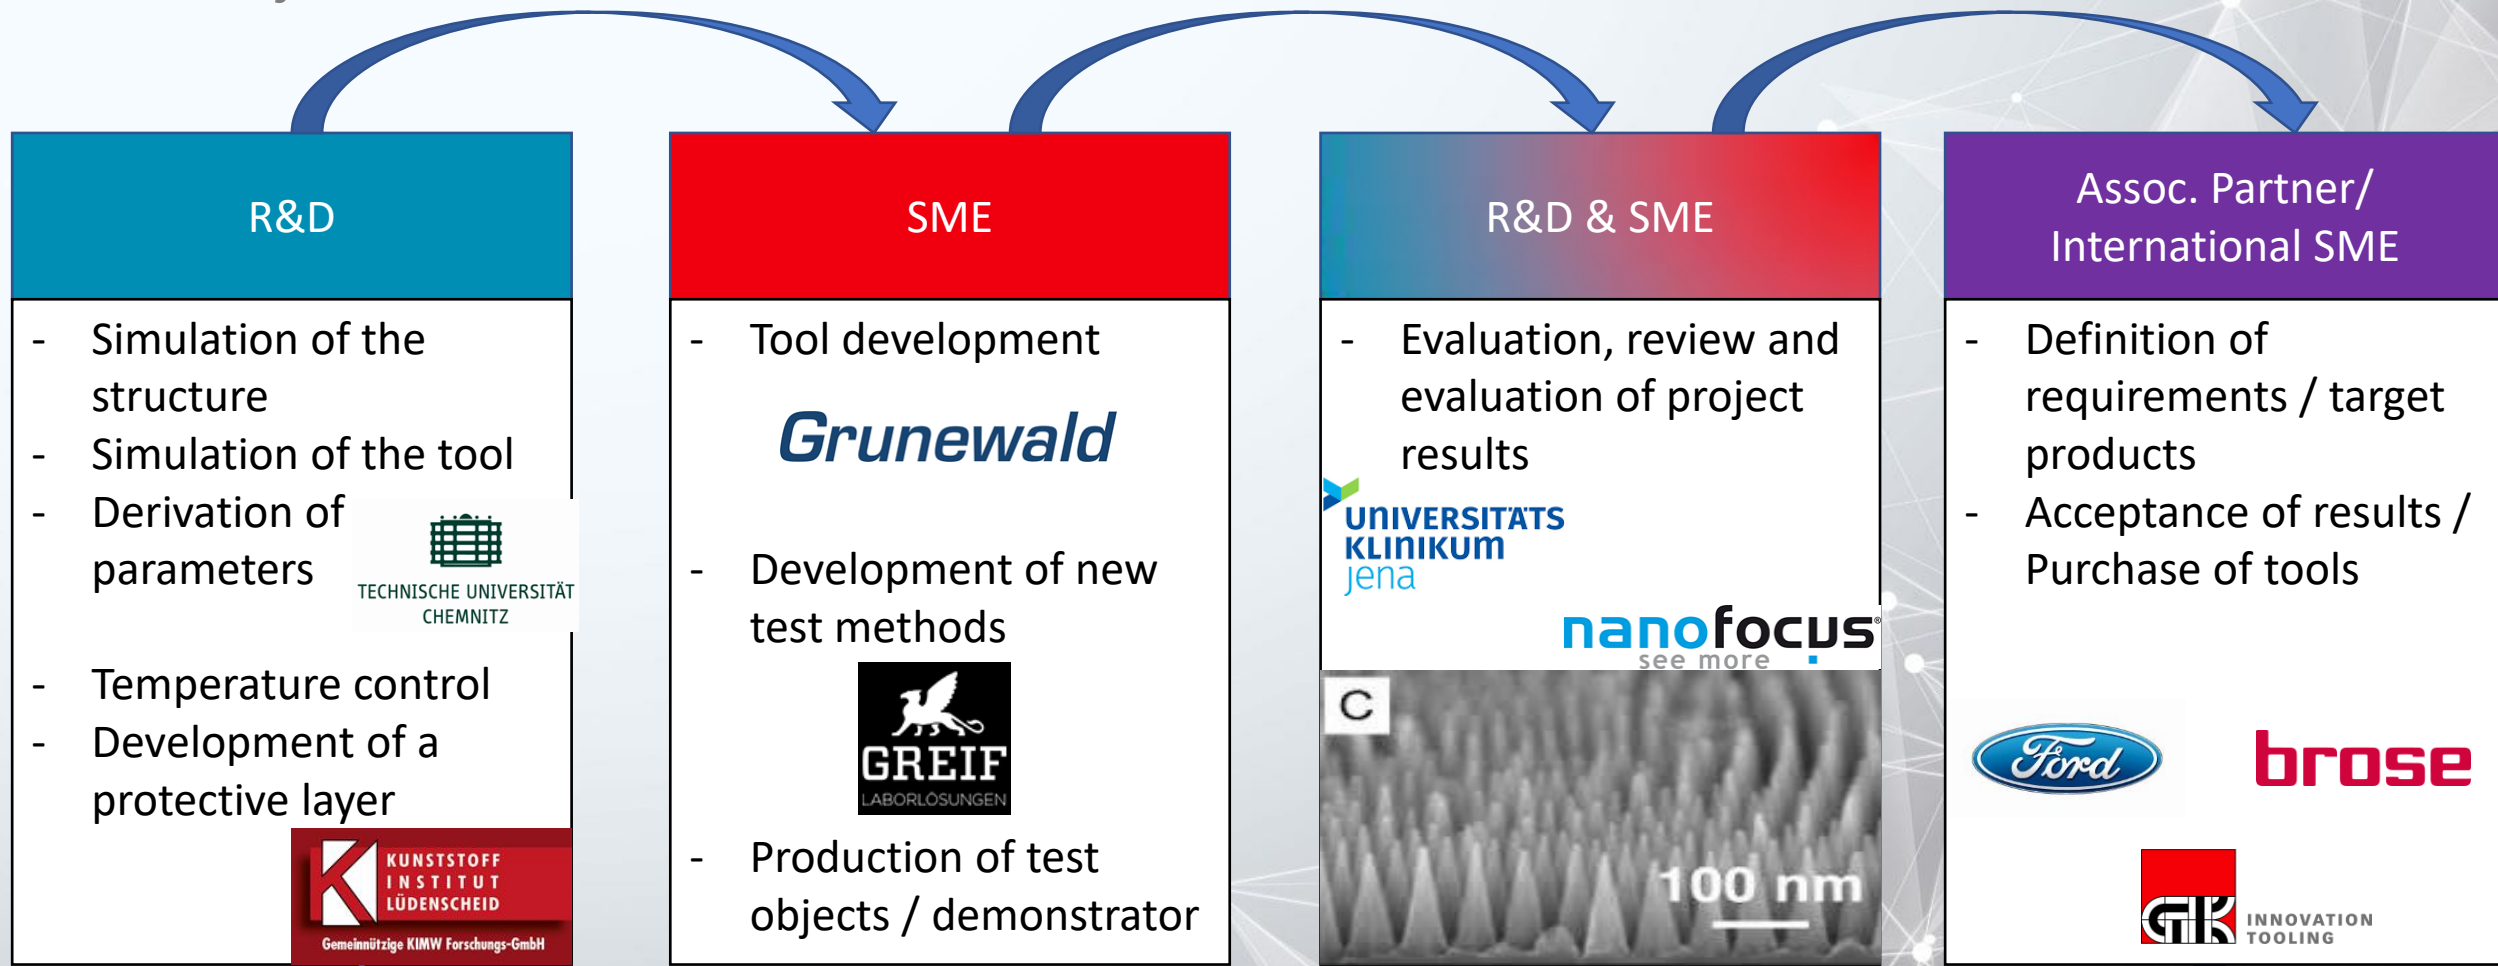 R&D
- Simulation of the
structure
- Simulation of the tool
- Derivation of
parameters
TECHNISCHE UNIVERSITÄT
CHEMNITZ
- Temperature control
- Development of a
protective layer
K
KUNSTSTOFF
INSTITUT
LÜDENSCHEID
Gemeinnützige KIMW Forschungs-GmbH
SME
- Tool development
Grunewald
- Development of new
test methods
GREIF
LABORLÖSUNGEN
- Production of test
objects / demonstrator
R&D & SME
- Evaluation, review and
evaluation of project
results
UNIVERSITÄTS
KLINIKUM
Jena
nanofocus®
see more
C
100 nm
Assoc. Partner/
International SME
- Definition of
requirements / target
products
- Acceptance of results /
Purchase of tools
Ford
brose
GK
INNOVATION
TOOLING